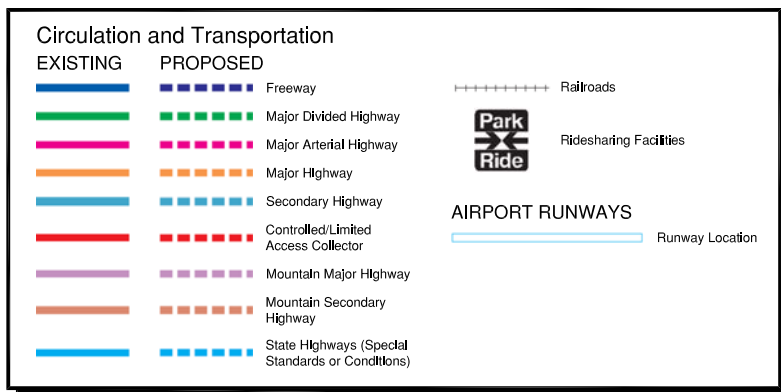 Circulation and Transportation
EXISTING PROPOSED
Freeway
Major Divided Highway
Major Arterial Highway
Major Highway
Secondary Highway
Controlled/Limited
Access Collector
Mountain Major Highway
Mountain Secondary
Highway
State Highways (Special
Standards or Conditions)
Railroads
Park
Ride
Ridesharing Facilities
AIRPORT RUNWAYS
Runway Location